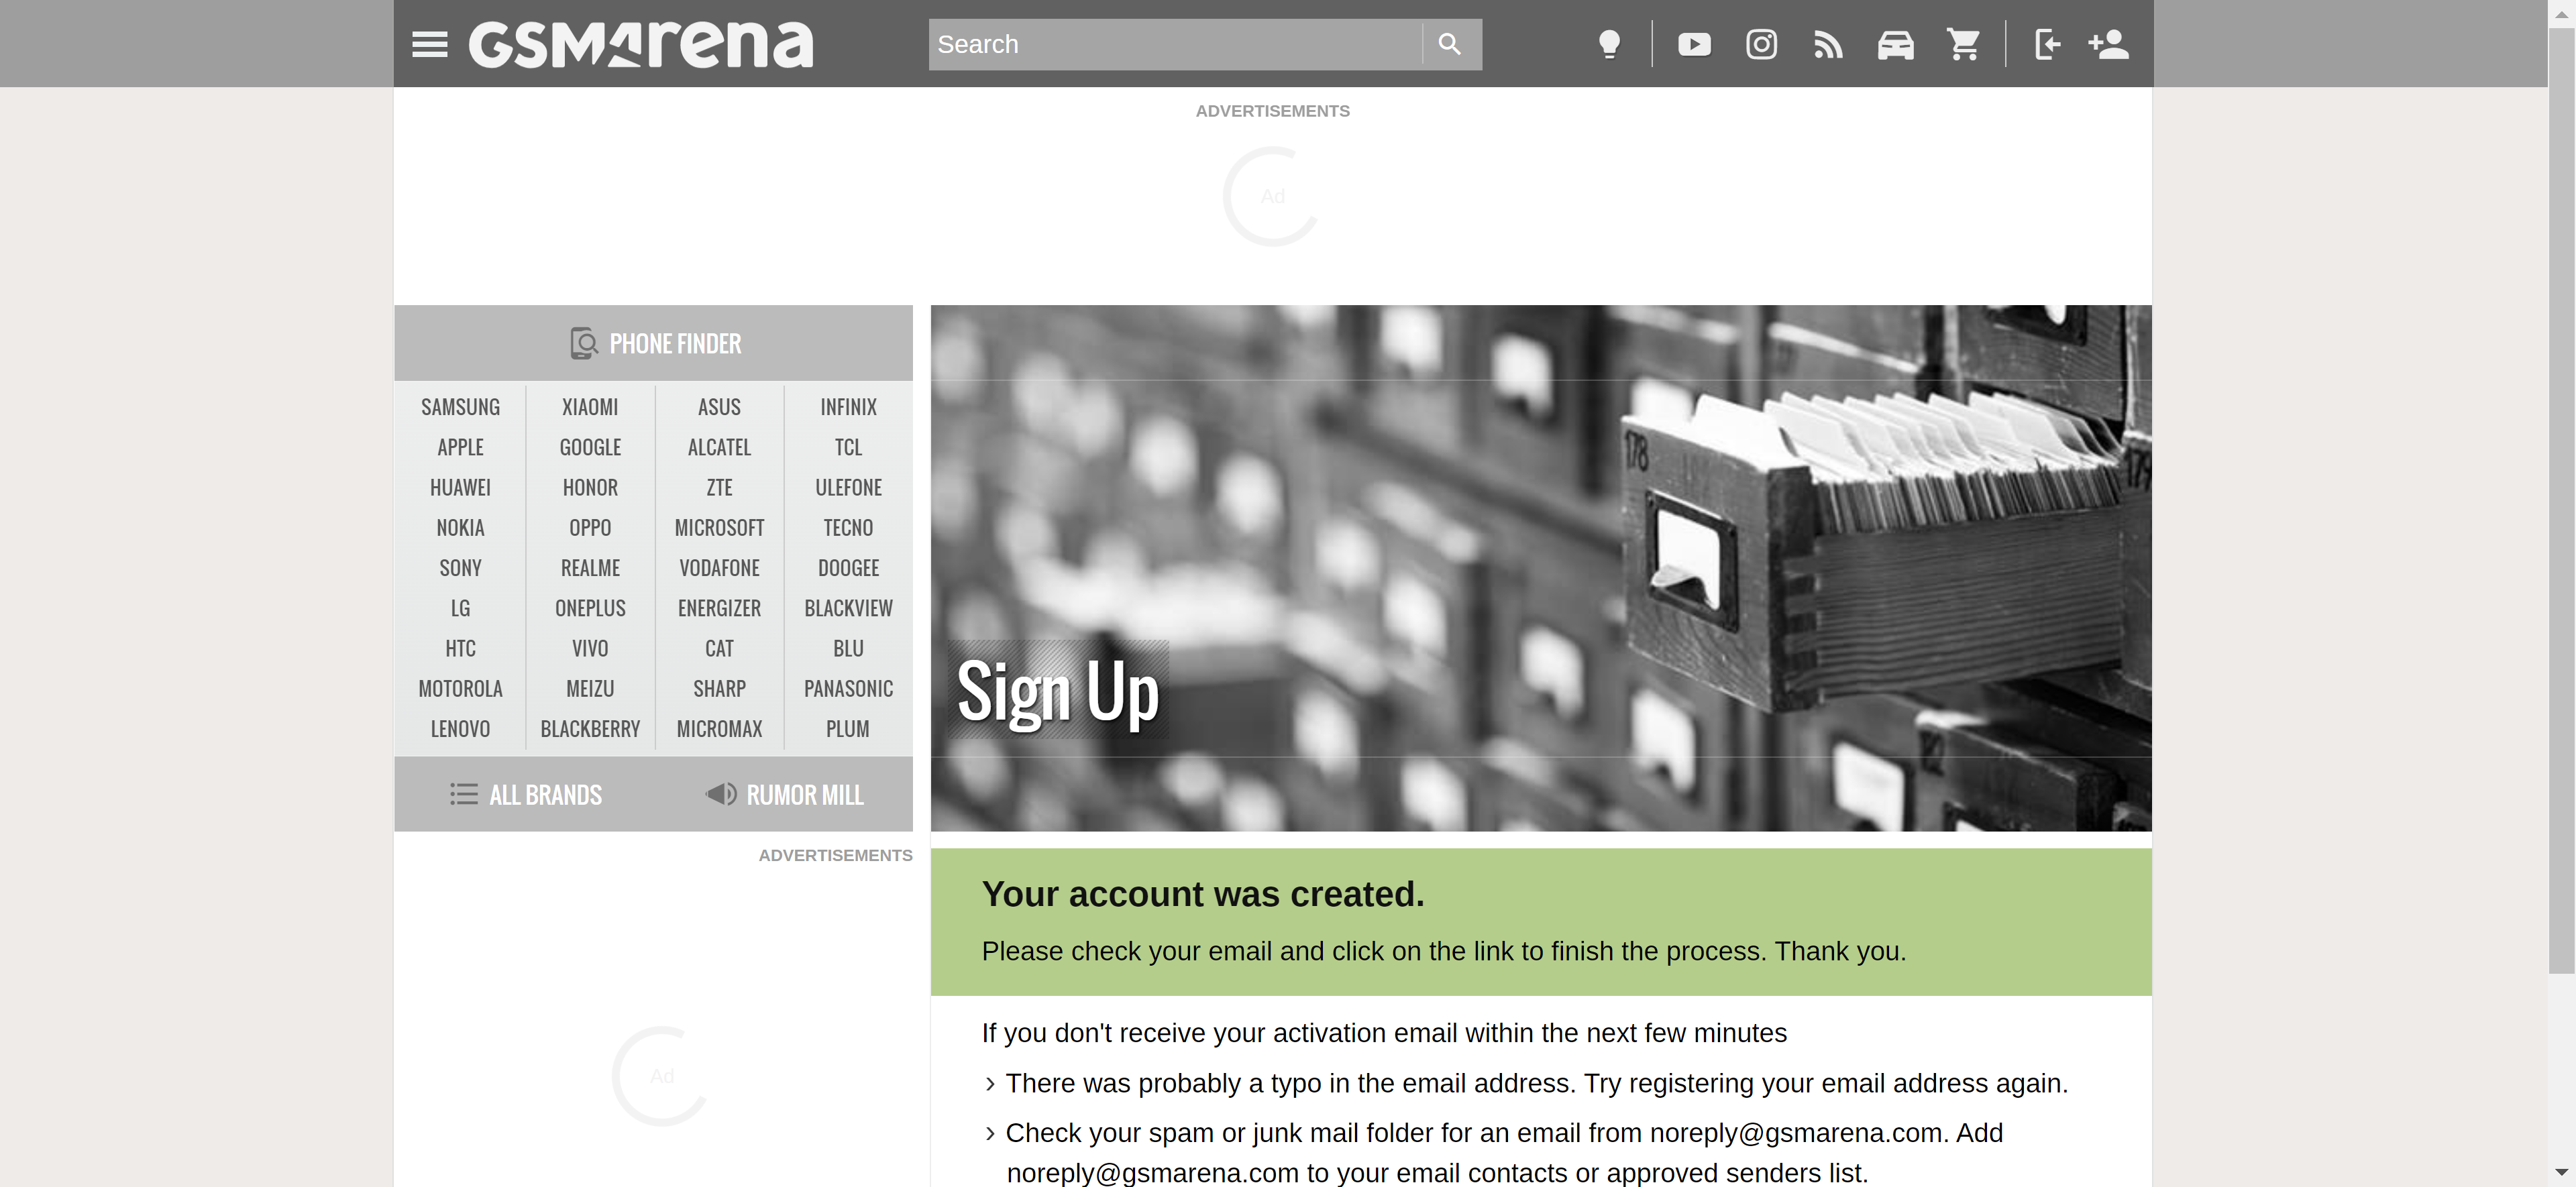 GSMArena
Search
ADVERTISEMENTS
Ad
PHONE FINDER
SAMSUNG XIAOMI ASUS INFINIX
APPLE GOOGLE ALCATEL TCL
HUAWEI HONOR ZTE ULEFONE
NOKIA OPPO MICROSOFT TECNO
SONY REALME VODAFONE DOOGEE
LG ONEPLUS ENERGIZER BLACKVIEW
HTC VIVO CAT BLU
MOTOROLA MEIZU SHARP PANASONIC
LENOVO BLACKBERRY MICROMAX PLUM
ALL BRANDS RUMOR MILL
178
Sign Up
ADVERTISEMENTS
Ad
Your account was created.
Please check your email and click on the link to finish the process. Thank you.
If you don't receive your activation email within the next few minutes
There was probably a typo in the email address. Try registering your email address again.
Check your spam or junk mail folder for an email from noreply@gsmarena.com. Add
noreply@gsmarena.com to your email contacts or approved senders list.